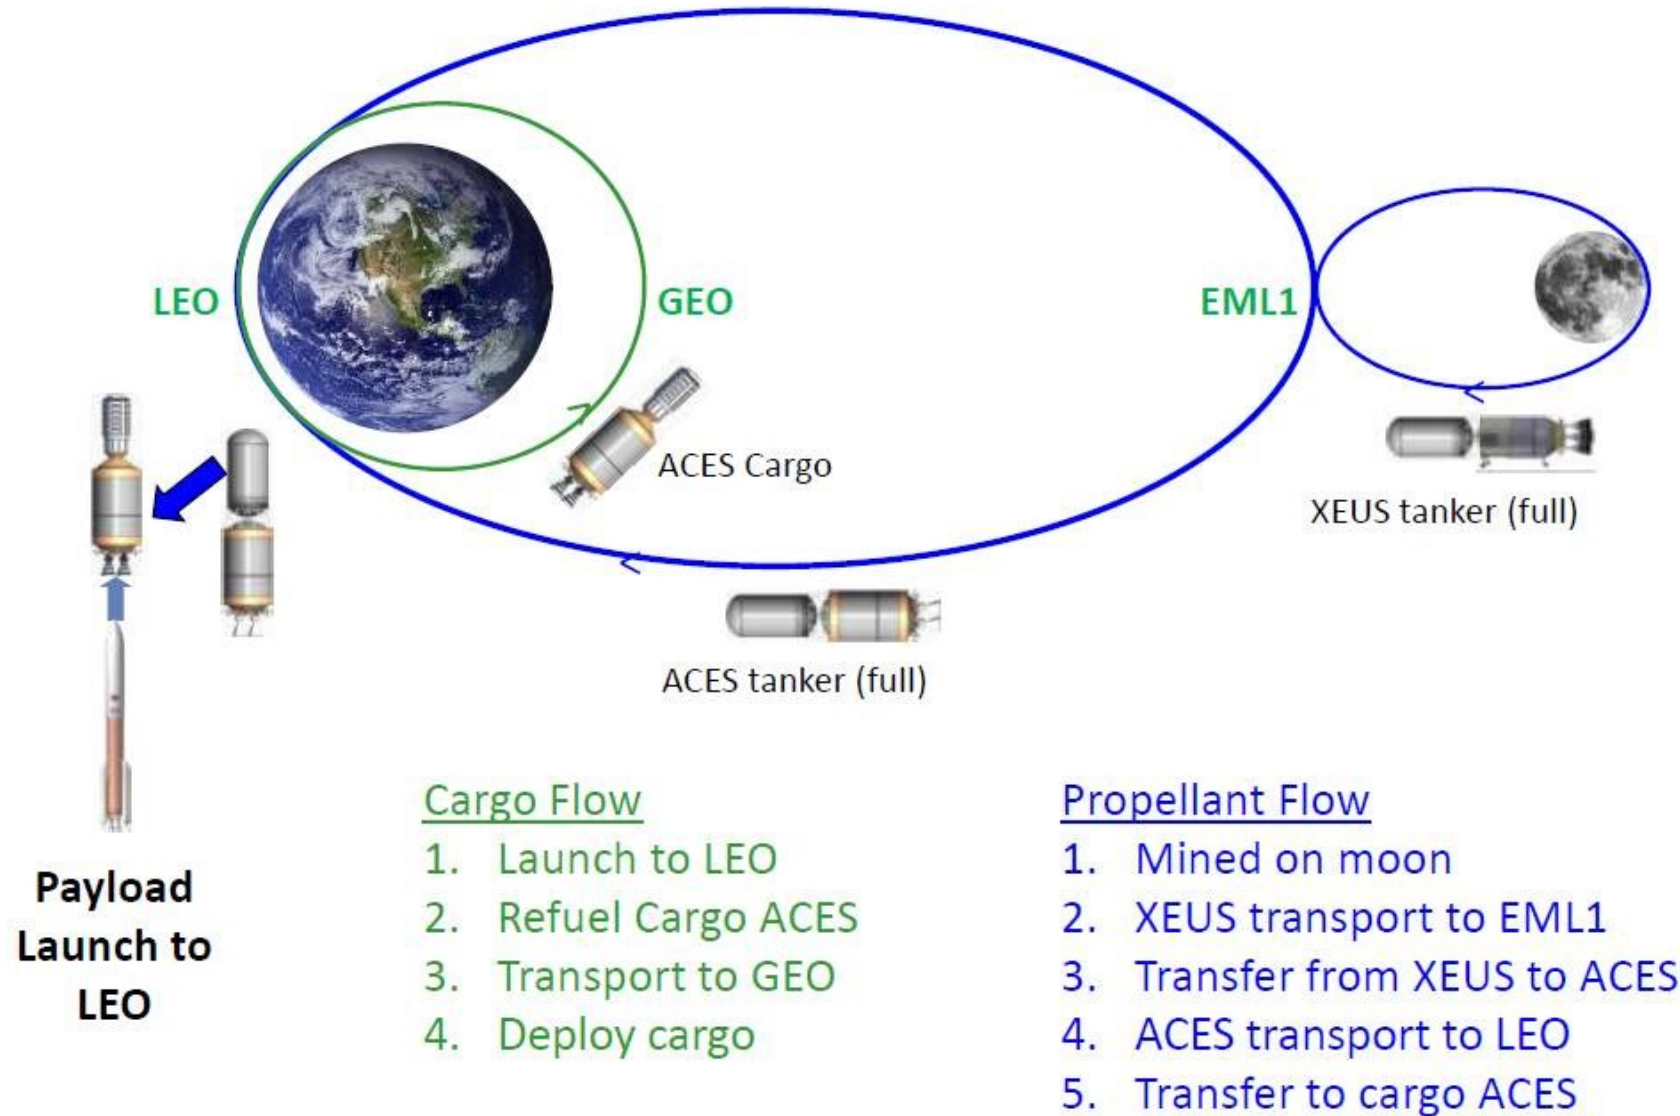 LEO
GEO
EML1
ACES Cargo
XEUS tanker (full)
ACES tanker (full)
Payload
Launch to
LEO
Cargo Flow
1. Launch to LEO
2. Refuel Cargo ACES
3. Transport to GEO
4. Deploy cargo
Propellant Flow
1. Mined on moon
2. XEUS transport to EML1
3. Transfer from XEUS to ACES
4. ACES transport to LEO
5. Transfer to cargo ACES